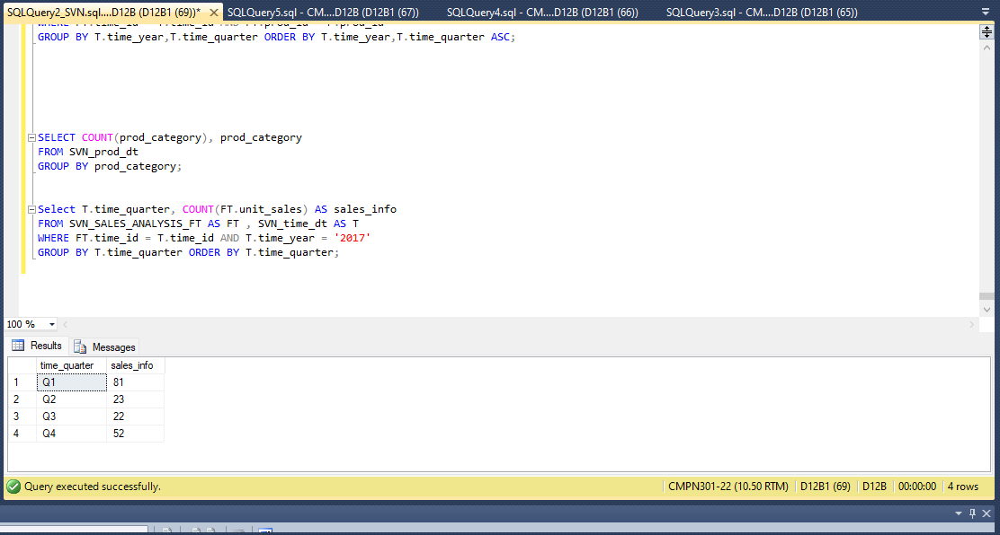 SQLQuery2_SVN.sql....D12B (D12B1 (69))* SQLQuery5.sql - CM....D12B (D12B1 (67)) SQLQuery4.sql - CM....D12B (D12B1 (66)) SQLQuery3.sql - CM....D12B (D12B1 (65))
GROUP BY T.time_year,T.time_quarter ORDER BY T.time_year,T.time_quarter ASC;
SELECT COUNT(prod_category), prod_category
FROM SVN_prod_dt
GROUP BY prod_category;
Select T.time_quarter, COUNT(FT.unit_sales) AS sales_info
FROM SVN_SALES_ANALYSIS_FT AS FT , SVN_time_dt AS T
WHERE FT.time_id = T.time_id AND T.time_year = '2017'
GROUP BY T.time_quarter ORDER BY T.time_quarter;
100 %
Results Messages
time_quarter sales_info
1 Q1 81
2 Q2 23
3 Q3 22
4 Q4 52
Query executed successfully. CMPN301-22 (10.50 RTM) D12B1 (69) D12B 00:00:00 4 rows